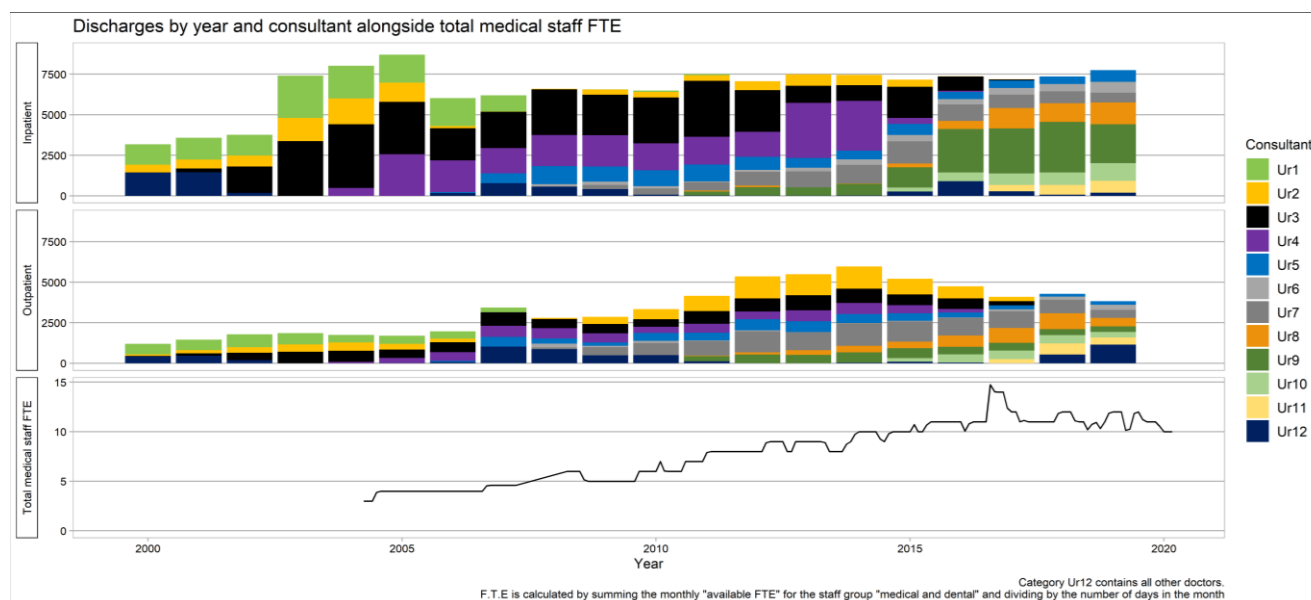 Discharges by year and consultant alongside total medical staff FTE
Inpatient
7500
5000
2500
0
Outpatient
7500
5000
2500
0
Total medical staff FTE
15
10
5
0
2000
2005
2010
2015
2020
Year
Consultant
Ur1
Ur2
Ur3
Ur4
Ur5
Ur6
Ur7
Ur8
Ur9
Ur10
Ur11
Ur12
Category Ur12 contains all other doctors.
F.T.E is calculated by summing the monthly "available FTE" for the staff group "medical and dental" and dividing by the number of days in the month